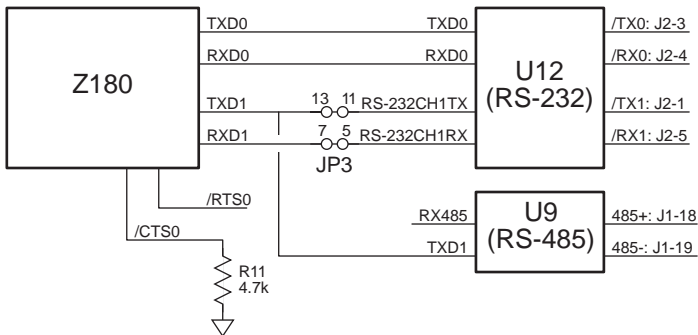 TXD0 TXD0 /TX0: J2-3
RXD0 RXD0 /RX0: J2-4
Z180
U12
(RS-232)
TXD1 13 11 RS-232CH1TX /TX1: J2-1
RXD1 7 5 RS-232CH1RX /RX1: J2-5
JP3
/RTS0
/CTS0
U9
(RS-485)
RX485 485+: J1-18
TXD1 485-: J1-19
R11
4.7k